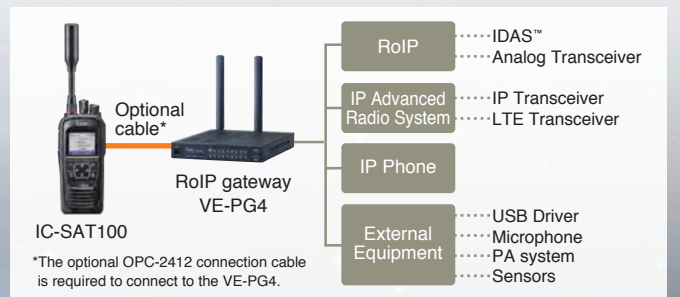 Optional
cable*
IC-SAT100
RoIP gateway
VE-PG4
RoIP
IDAS™
Analog Transceiver
IP Advanced
Radio System
IP Transceiver
LTE Transceiver
IP Phone
External
Equipment
USB Driver
Microphone
PA system
Sensors
*The optional OPC-2412 connection cable
is required to connect to the VE-PG4.